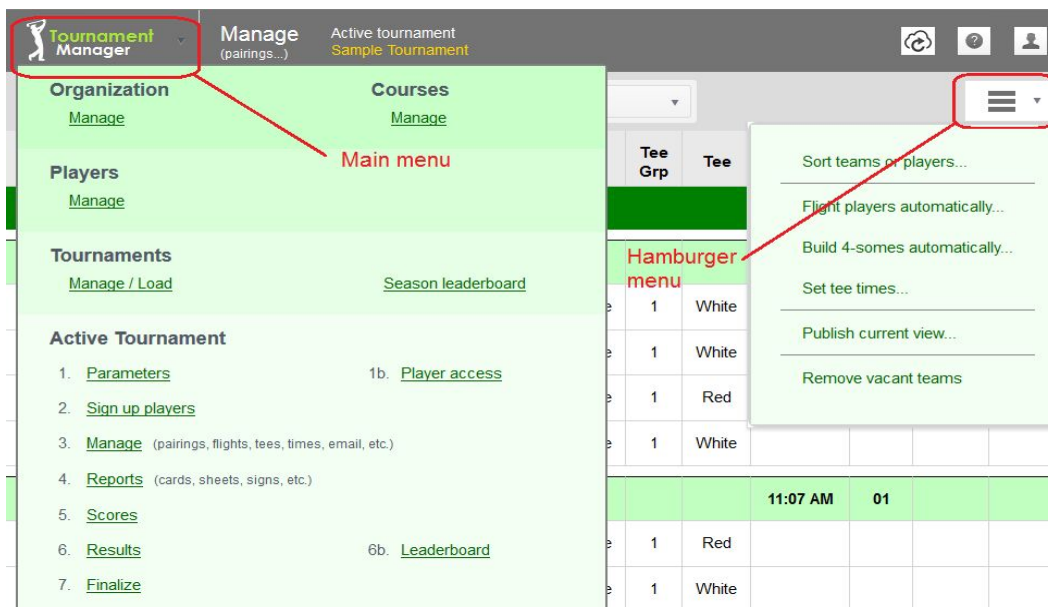 Tournament
Manager
Manage
(pairings...)
Active tournament
Sample Tournament
Organization
Manage
Courses
Manage
Main menu
Players
Manage
Tournaments
Manage / Load
Season leaderboard
Active Tournament
1. Parameters
1b. Player access
2. Sign up players
3. Manage (pairings, flights, tees, times, email, etc.)
4. Reports (cards, sheets, signs, etc.)
5. Scores
6. Results
6b. Leaderboard
7. Finalize
Tee
Grp
Tee
Hamburger
menu
1 White
1 White
1 Red
1 White
11:07 AM 01
1 Red
1 White
Sort teams or players...
Flight players automatically...
Build 4-somes automatically...
Set tee times...
Publish current view...
Remove vacant teams